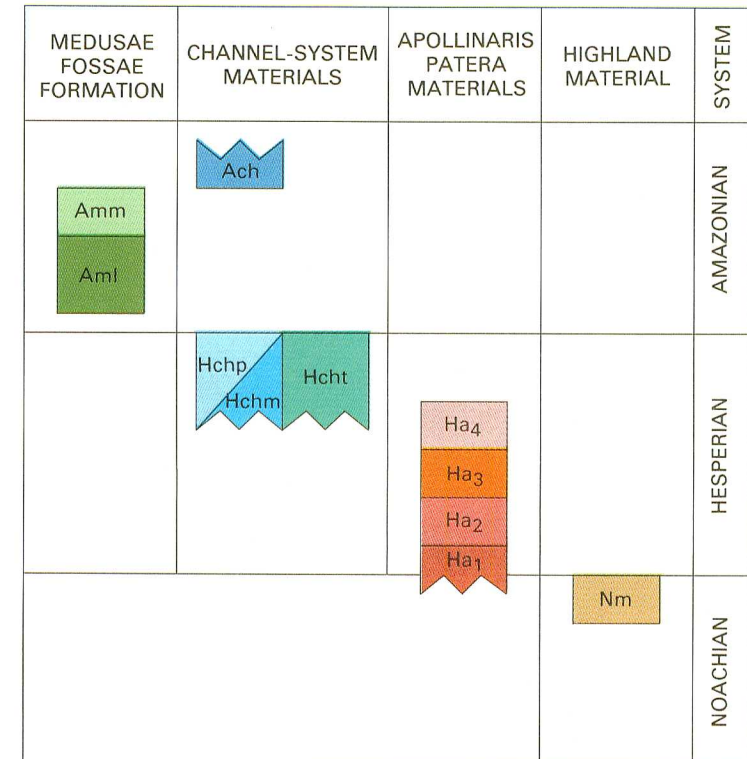 MEDUSAE
FOSSAE
FORMATION
CHANNEL-SYSTEM
MATERIALS
APOLLINARIS
PATERA
MATERIALS
HIGHLAND
MATERIAL
SYSTEM
Ach
Amm
Aml
AMAZONIAN
Hchp
Hchm
Hcht
Ha4
Ha3
Ha2
Ha1
HESPERIAN
Nm
NOACHIAN